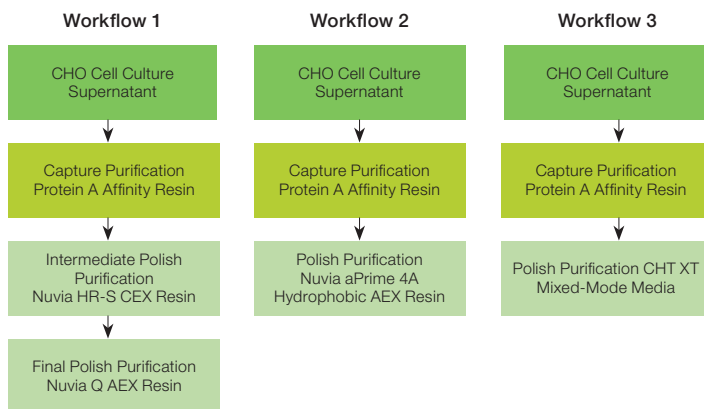 Workflow 1
CHO Cell Culture
Supernatant
Capture Purification
Protein A Affinity Resin
Intermediate Polish
Purification
Nuvia HR-S CEX Resin
Final Polish Purification
Nuvia Q AEX Resin
Workflow 2
CHO Cell Culture
Supernatant
Capture Purification
Protein A Affinity Resin
Polish Purification
Nuvia aPrime 4A
Hydrophobic AEX Resin
Workflow 3
CHO Cell Culture
Supernatant
Capture Purification
Protein A Affinity Resin
Polish Purification CHT XT
Mixed-Mode Media